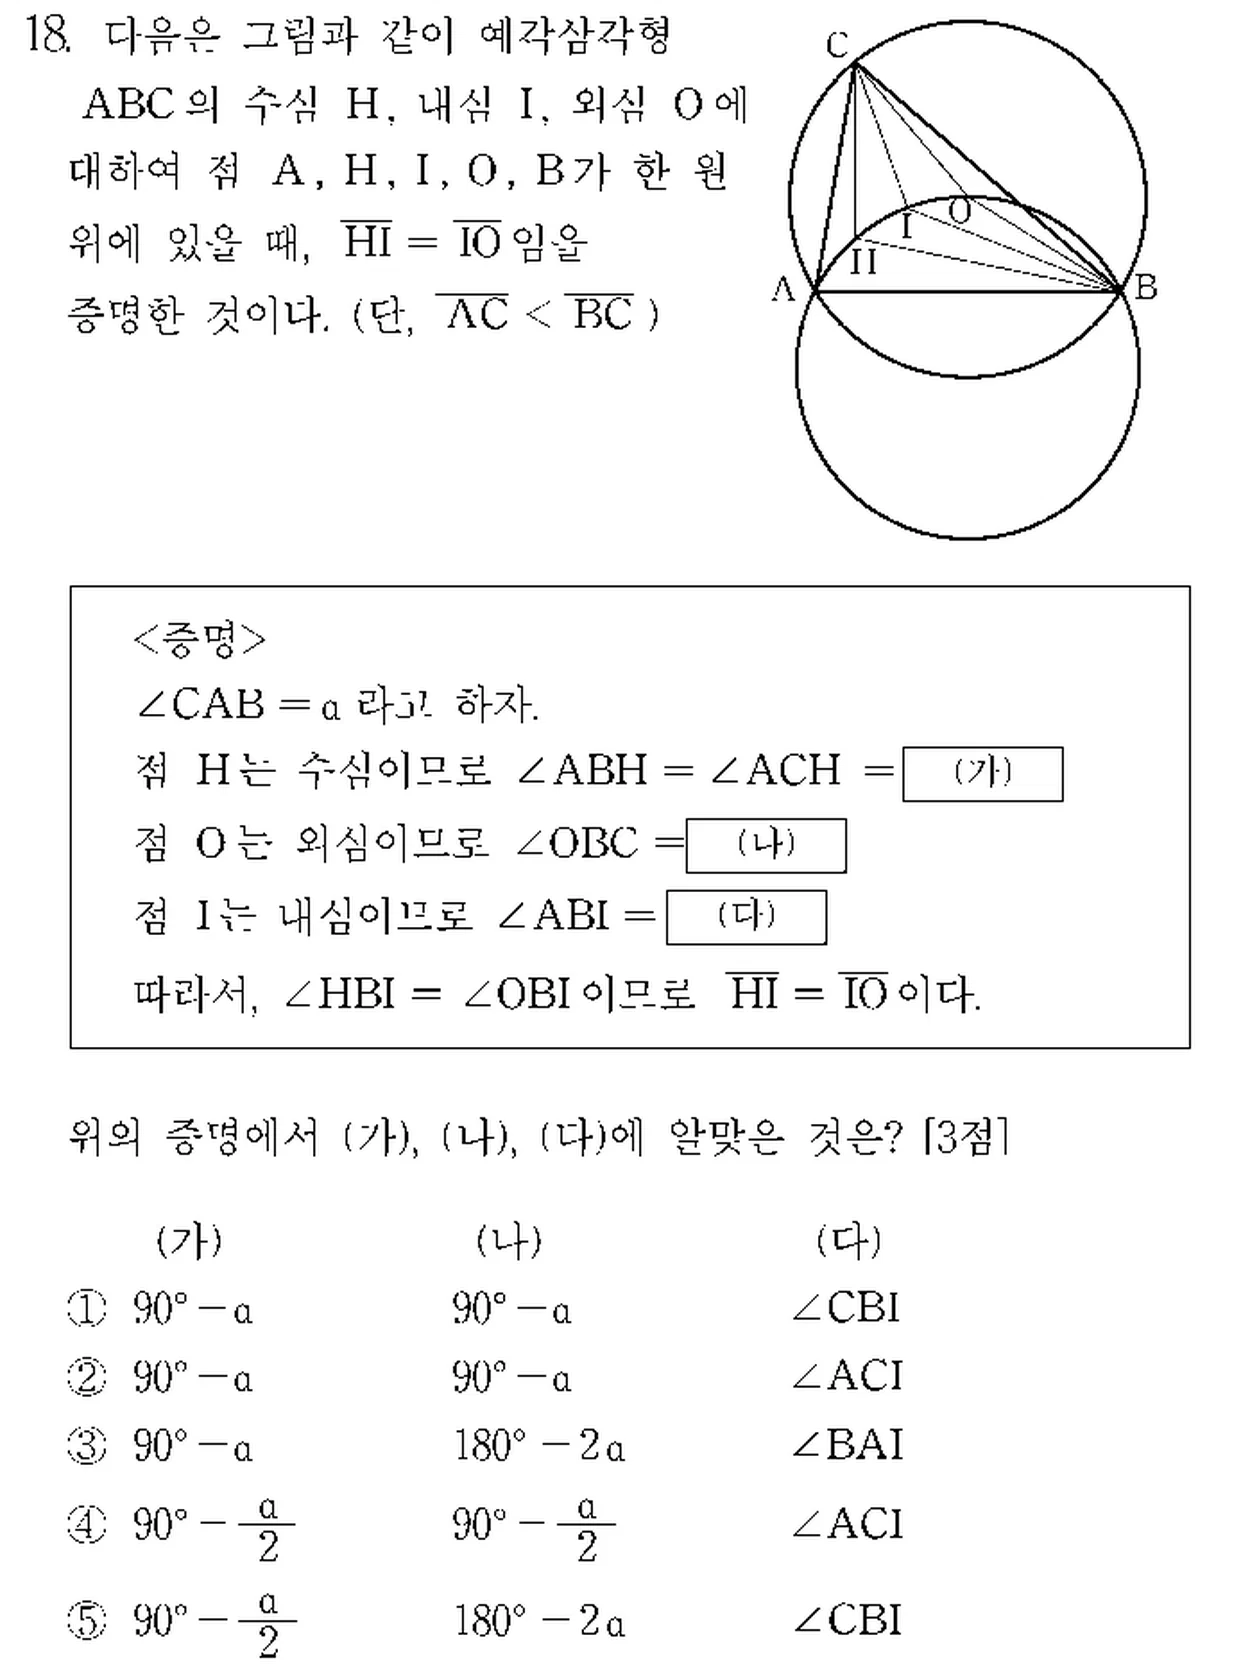 18. 다음은 그림과 같이 예각삼각형
ABC의 수심 H, 내심 I, 외심 O에
대하여 점 A, H, I, O, B가 한 원
위에 있을 때, HI = IO임을
증명한 것이다. (단, AC < BC )
C
O
I
H
A
B
<증명>
∠CAB = a 라고 하자.
점 H는 수심이므로 ∠ABH = ∠ACH = (가)
점 O는 외심이므로 ∠OBC = (나)
점 I는 내심이므로 ∠ABI = (다)
따라서, ∠HBI = ∠OBI이므로 HI = IO이다.
위의 증명에서 (가), (나), (다)에 알맞은 것은? [3점]
(가) (나) (다)
① 90° - a 90° - a ∠CBI
② 90° - a 90° - a ∠ACI
③ 90° - a 180° - 2a ∠BAI
④ 90° - a/2 90° - a/2 ∠ACI
⑤ 90° - a/2 180° - 2a ∠CBI